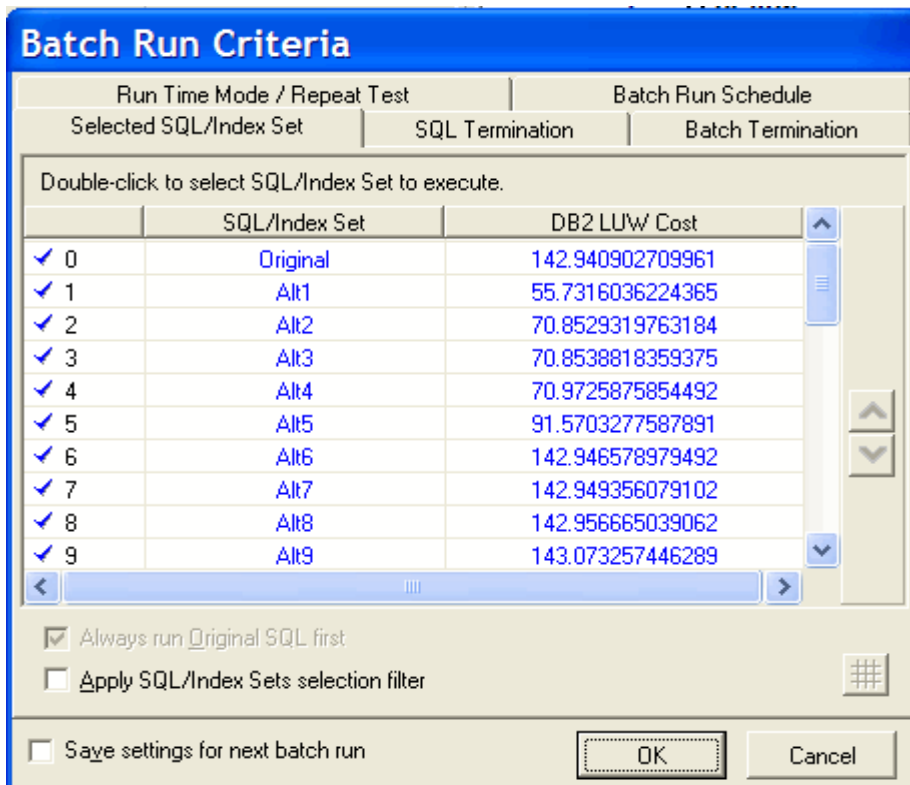 Batch Run Criteria
Run Time Mode / Repeat Test Batch Run Schedule
Selected SQL/Index Set SQL Termination Batch Termination
Double-click to select SQL/Index Set to execute.
SQL/Index Set DB2 LUW Cost
0 Original 142.940902709961
1 Alt1 55.7316036224365
2 Alt2 70.8529319763184
3 Alt3 70.8538818359375
4 Alt4 70.9725875854492
5 Alt5 91.5703277587891
6 Alt6 142.946578979492
7 Alt7 142.949356079102
8 Alt8 142.956665039062
9 Alt9 143.073257446289
Always run Original SQL first
Apply SQL/Index Sets selection filter
Save settings for next batch run OK Cancel